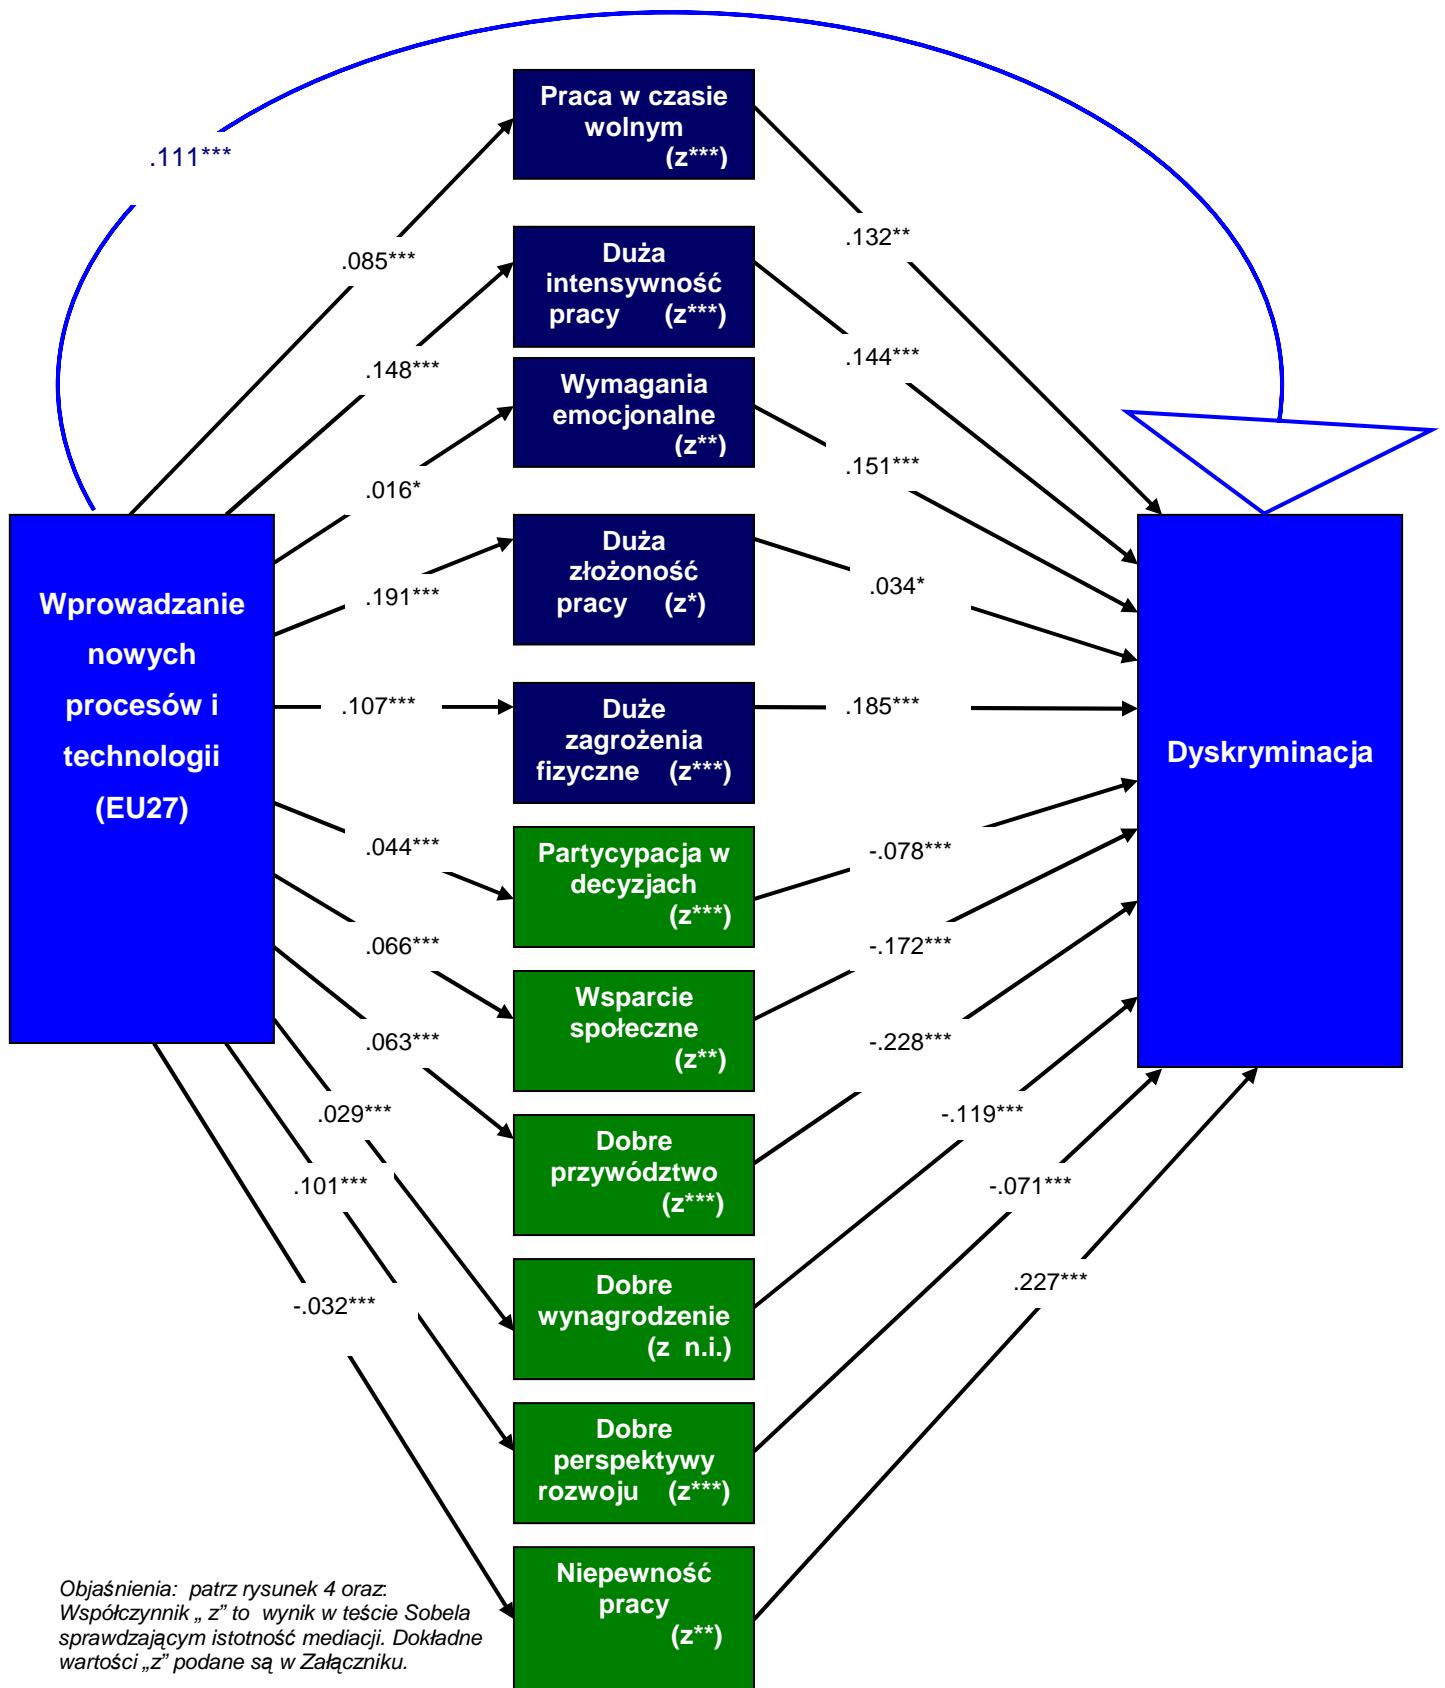 Praca w czasie
wolnym
(z***)
.111***
.132**
.085***
Duża
intensywność
pracy (z***)
.148***
.144***
Wymagania
emocjonalne
(z**)
.016*
.151***
Duża
złożoność
pracy (z*)
.191***
.034*
Wprowadzanie
nowych
procesów i
technologii
(EU27)
.107***
Duże
zagrożenia
fizyczne (z***)
.185***
Dyskryminacja
.044***
Partycypacja w
decyzjach
(z***)
-.078***
.066***
Wsparcie
społeczne
(z**)
-.172***
.063***
-.228***
.029***
Dobre
przywództwo
(z***)
-.119***
.101***
-.071***
-.032***
Dobre
wynagrodzenie
(z n.i.)
.227***
Dobre
perspektywy
rozwoju (z***)
Niepewność
pracy
(z**)
Objaśnienia: patrz rysunek 4 oraz:
Współczynnik „ z” to wynik w teście Sobela
sprawdzającym istotność mediacji. Dokładne
wartości „z” podane są w Załączniku.